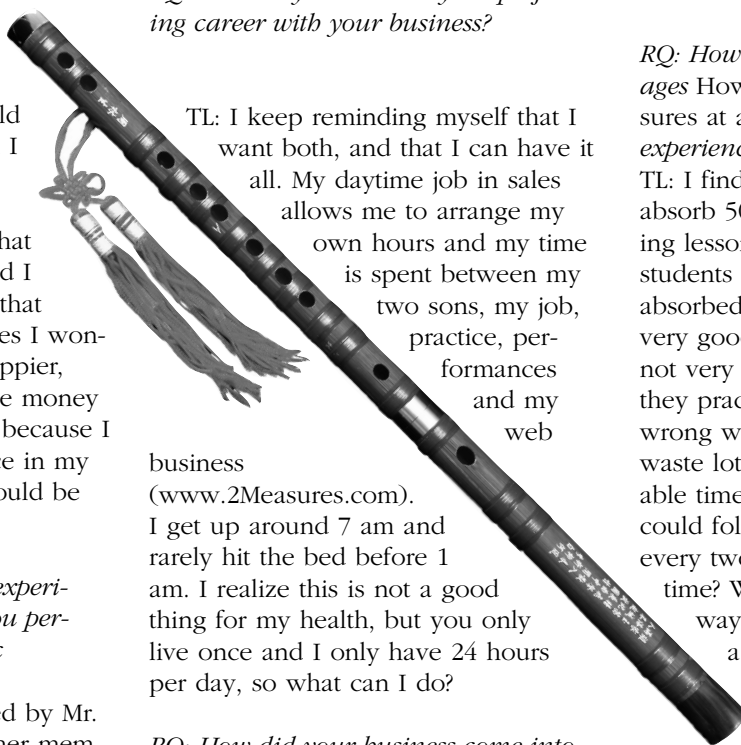 ld
I
hat
d I
that
es I won-
ppier,
e money
because I
ce in my
ould be
experi-
ou per-
c
ed by Mr.
her mem
ing career with your business?
TL: I keep reminding myself that I
want both, and that I can have it
all. My daytime job in sales
allows me to arrange my
own hours and my time
is spent between my
two sons, my job,
practice, per-
formances
and my
web
business
(www.2Measures.com).
I get up around 7 am and
rarely hit the bed before 1
am. I realize this is not a good
thing for my health, but you only
live once and I only have 24 hours
per day, so what can I do?
RQ: How did your business come into
RQ: How
ages How
sures at a
experienc
TL: I find
absorb 50
ing lesson
students
absorbed
very good
not very
they prac
wrong w
waste lot
able time
could fol
every two
time? W
way
a